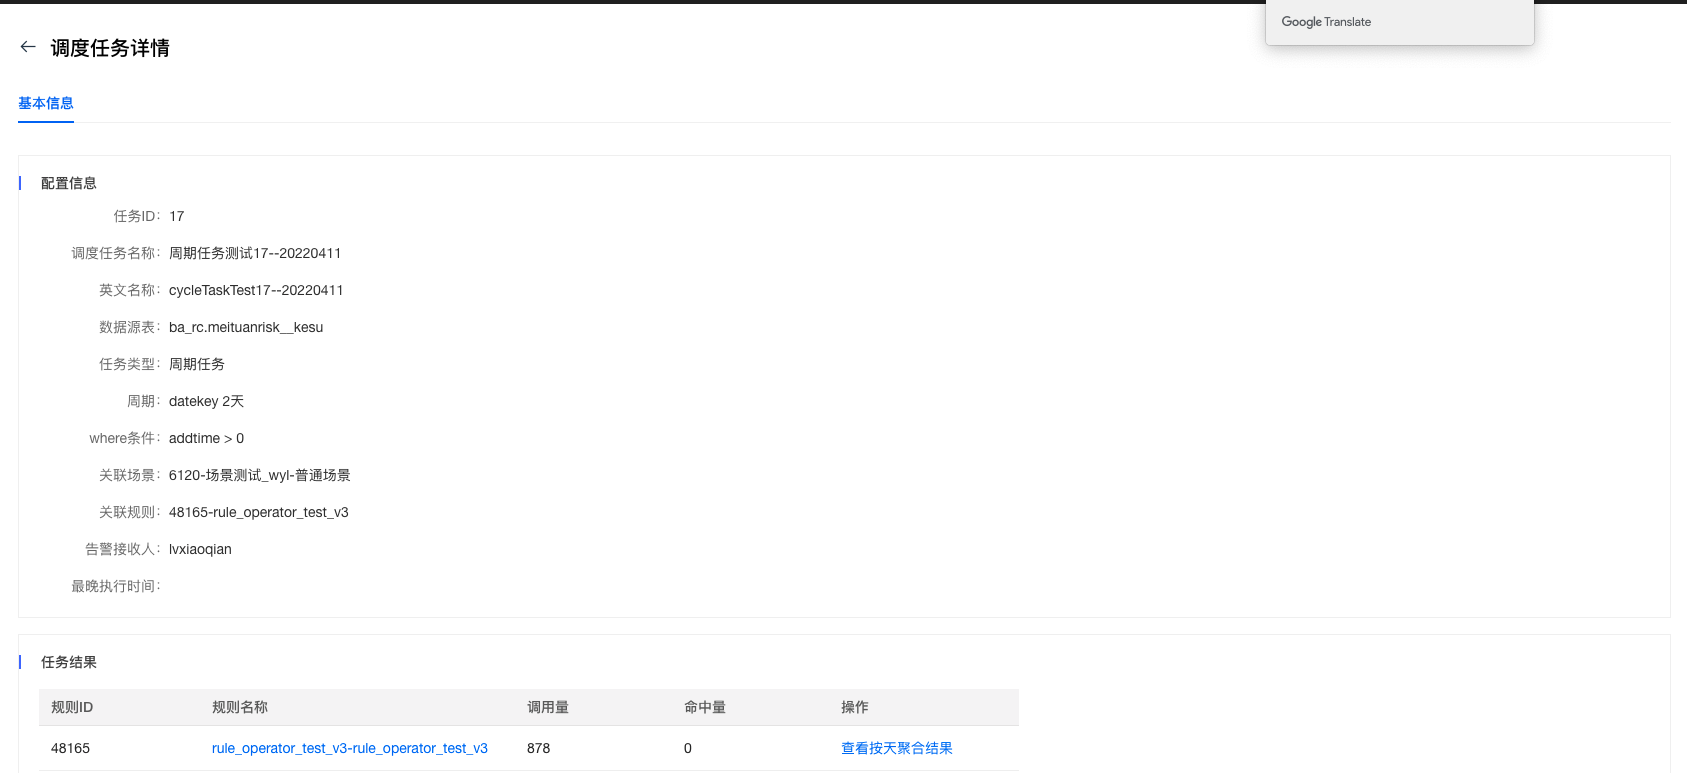 Google Translate
调度任务详情
基本信息
配置信息
任务ID： 17
调度任务名称： 周期任务测试17--20220411
英文名称： cycleTaskTest17--20220411
数据源表： ba_rc.meituanrisk__kesu
任务类型： 周期任务
周期： datekey 2天
where条件： addtime > 0
关联场景： 6120-场景测试_wyl-普通场景
关联规则： 48165-rule_operator_test_v3
告警接收人： lvxiaoqian
最晚执行时间：
任务结果
规则ID 规则名称 调用量 命中量 操作
48165 rule_operator_test_v3-rule_operator_test_v3 878 0 查看按天聚合结果